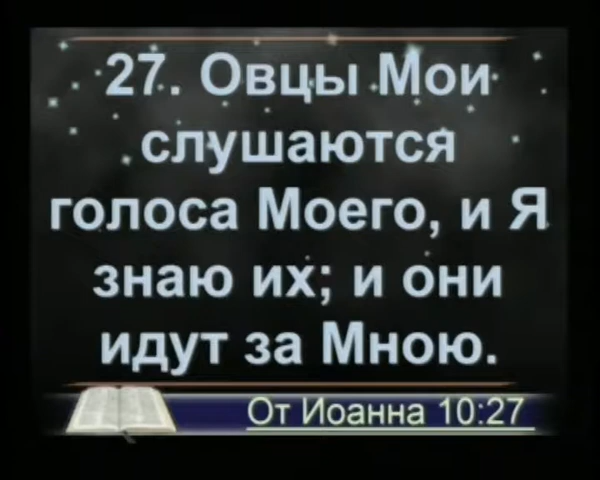 27. Овцы Мои
слушаются
голоса Моего, и Я
знаю их; и они
идут за Мною.
От Иоанна 10:27